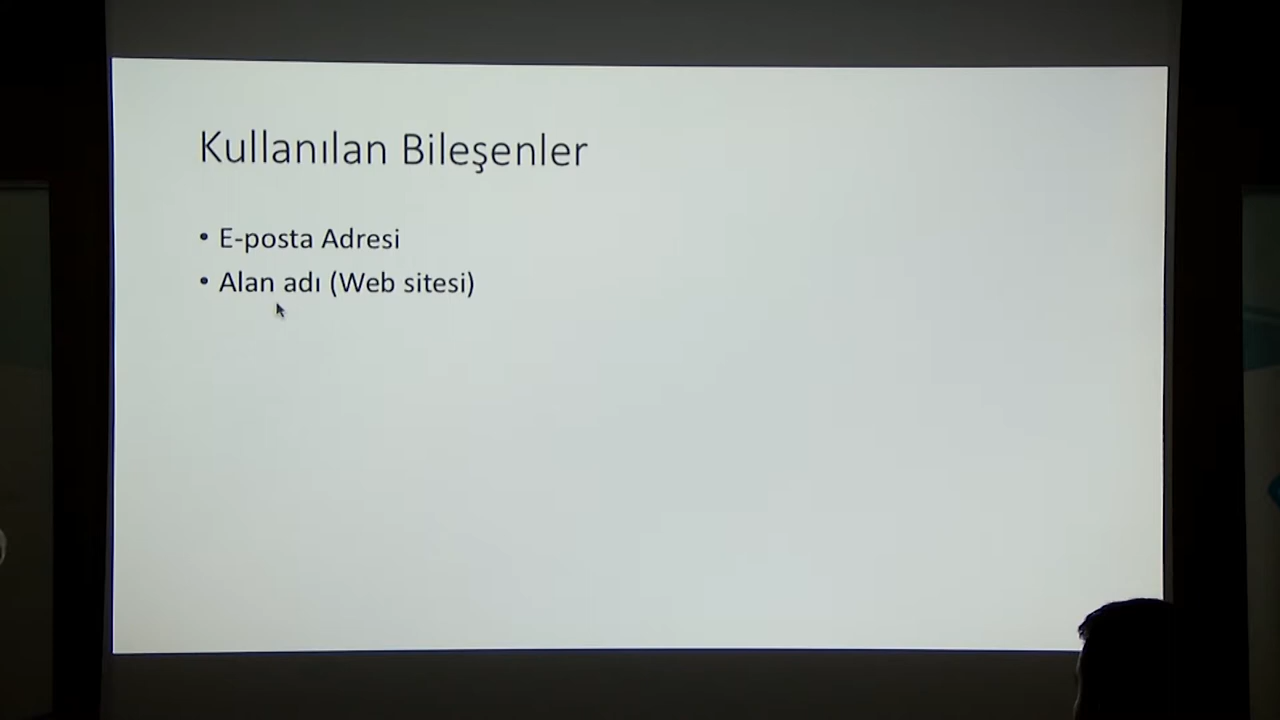 Kullanılan Bileşenler
• E-posta Adresi
• Alan adı (Web sitesi)